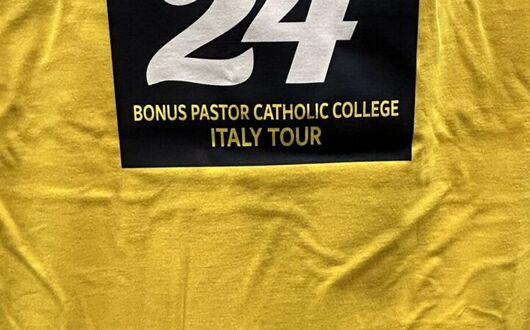 24
BONUS PASTOR CATHOLIC COLLEGE
ITALY TOUR